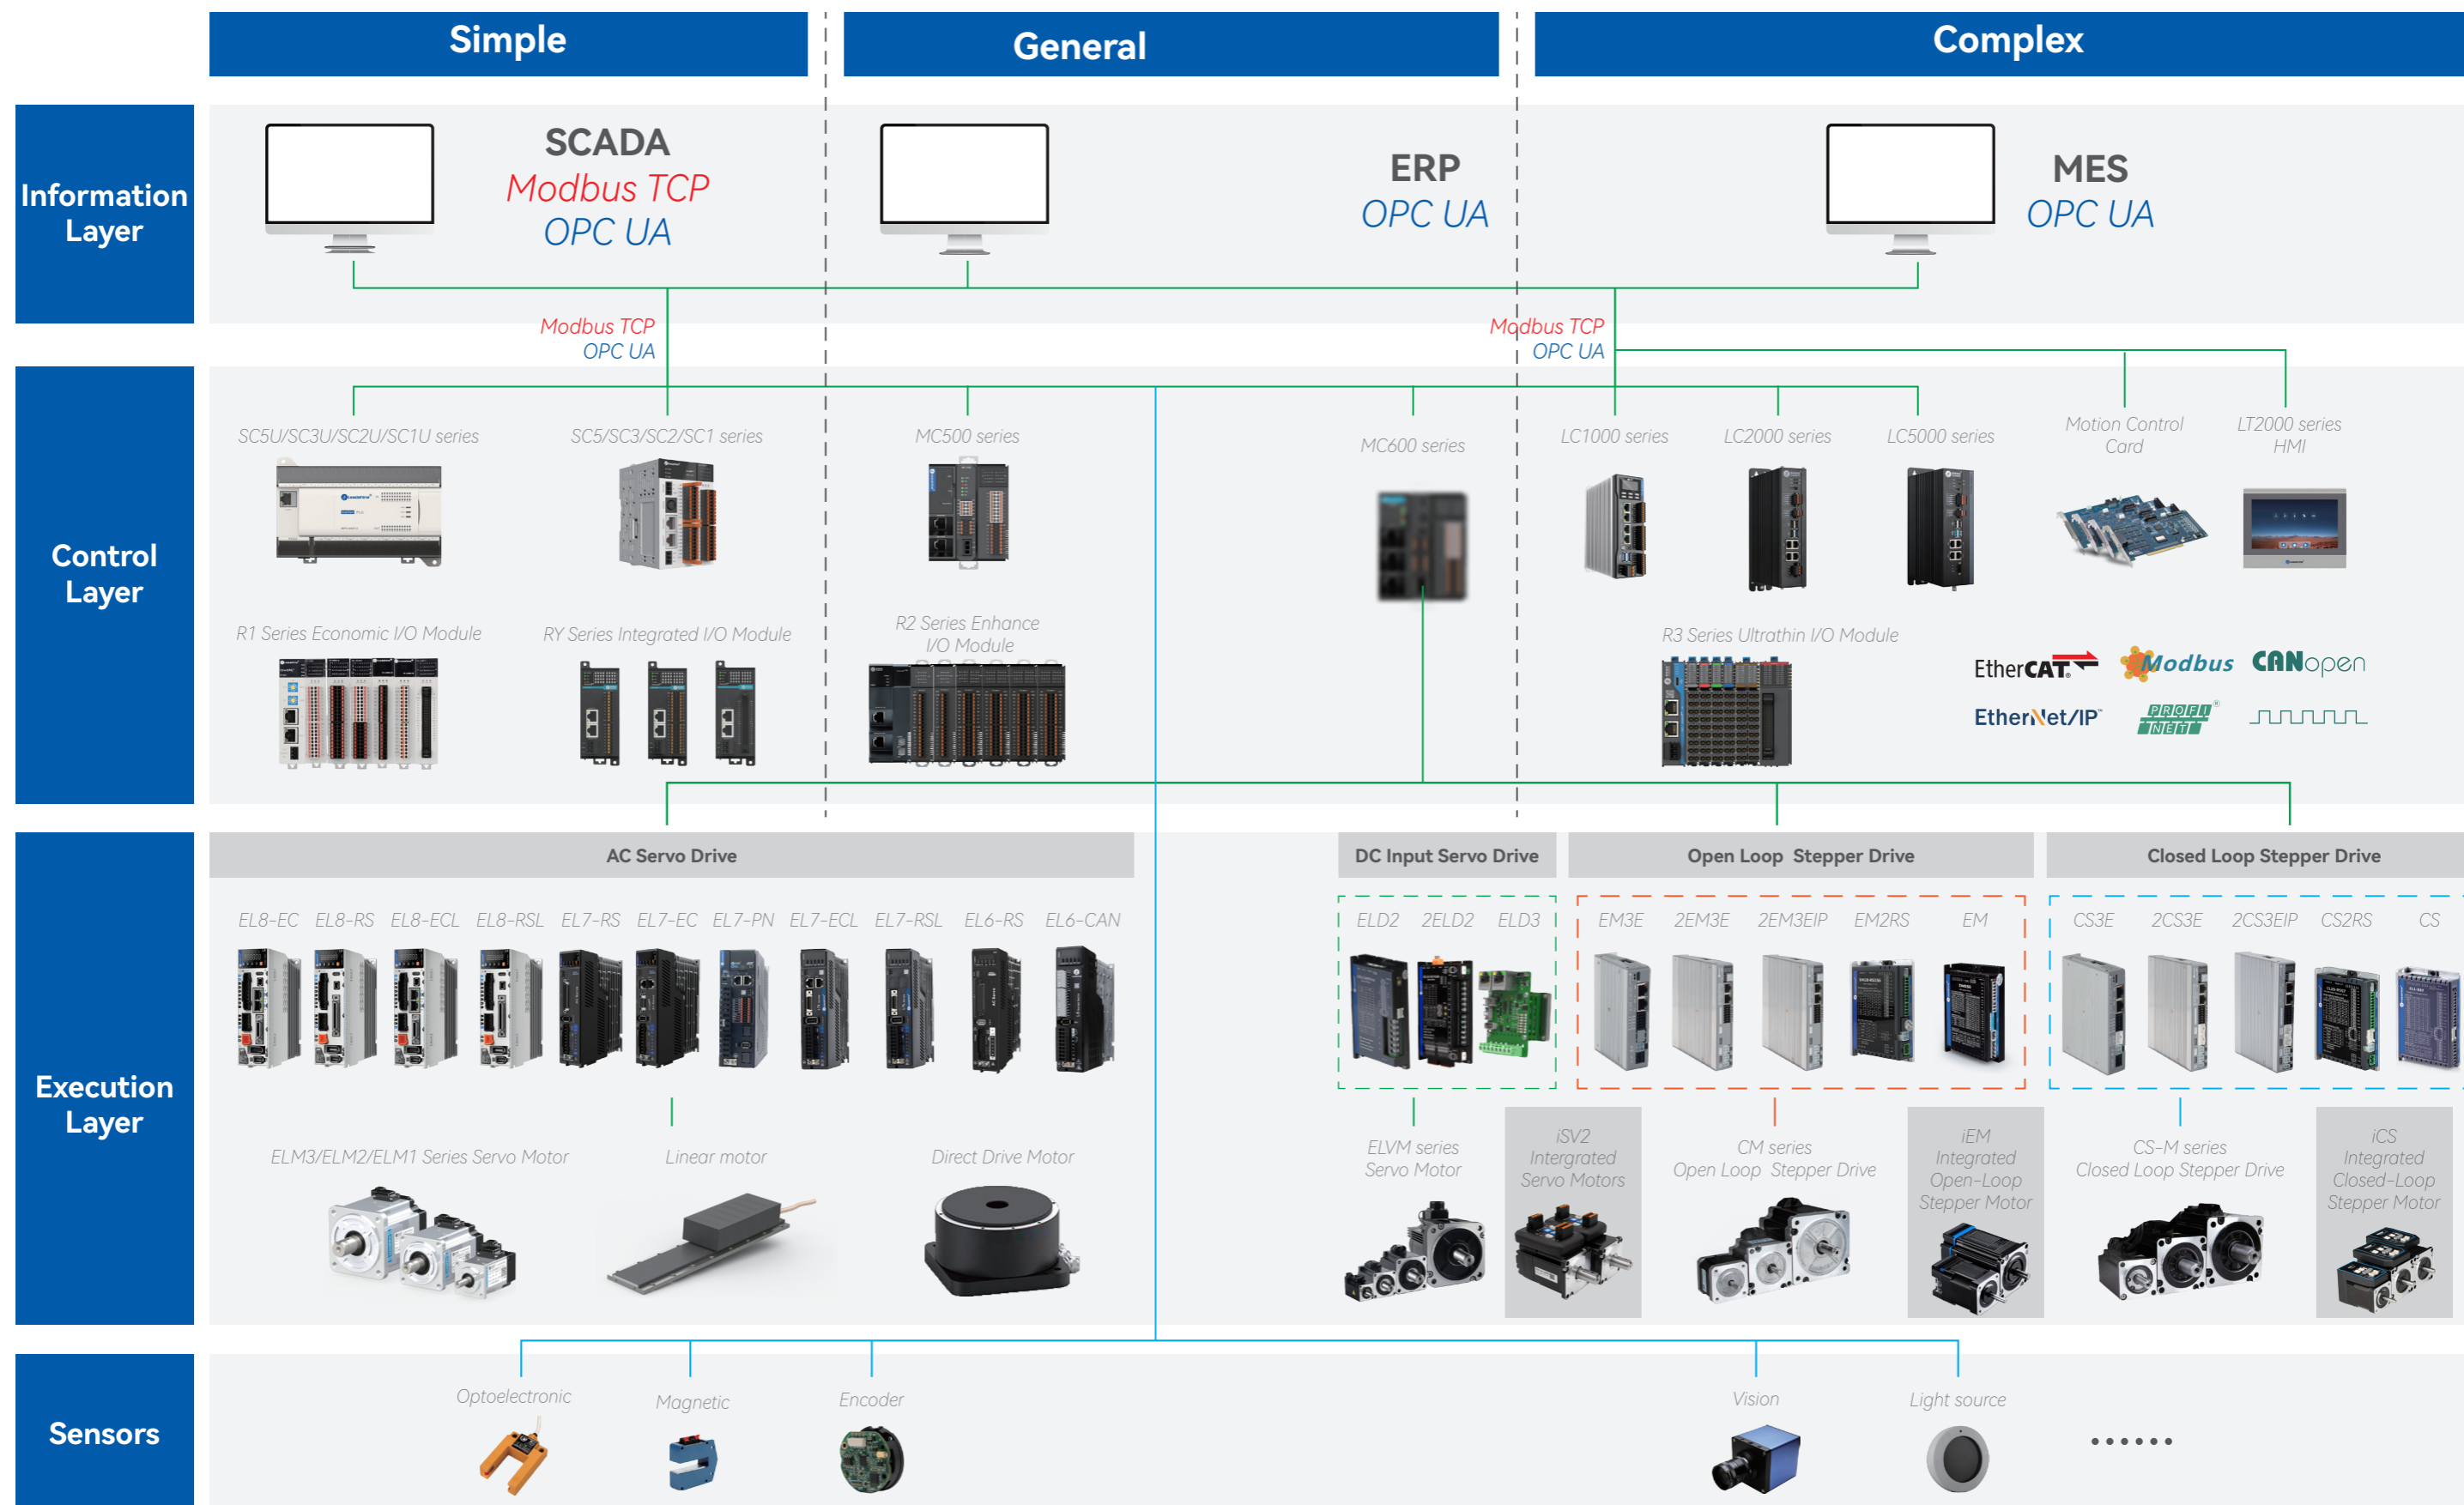 Simple
General
Complex
Information
Layer
SCADA
Modbus TCP
OPC UA
ERP
OPC UA
MES
OPC UA
Modbus TCP
OPC UA
Modbus TCP
OPC UA
Control
Layer
SC5U/SC3U/SC2U/SC1U series
SC5/SC3/SC2/SC1 series
MC500 series
MC600 series
LC1000 series
LC2000 series
LC5000 series
Motion Control
Card
LT2000 series
HMI
R1 Series Economic I/O Module
RY Series Integrated I/O Module
R2 Series Enhance
I/O Module
R3 Series Ultrathin I/O Module
EtherCAT®
Modbus
CANopen
EtherNet/IP™
PROFI
NET®
Execution
Layer
AC Servo Drive
DC Input Servo Drive
Open Loop Stepper Drive
Closed Loop Stepper Drive
EL8-EC
EL8-RS
EL8-ECL
EL8-RSL
EL7-RS
EL7-EC
EL7-PN
EL7-ECL
EL7-RSL
EL6-RS
EL6-CAN
ELD2
2ELD2
ELD3
EM3E
2EM3E
2EM3EIP
EM2RS
EM
CS3E
2CS3E
2CS3EIP
CS2RS
CS
ELM3/ELM2/ELM1 Series Servo Motor
Linear motor
Direct Drive Motor
ELVM series
Servo Motor
iSV2
Intergrated
Servo Motors
CM series
Open Loop Stepper Drive
iEM
Integrated
Open-Loop
Stepper Motor
CS-M series
Closed Loop Stepper Drive
iCS
Integrated
Closed-Loop
Stepper Motor
Sensors
Optoelectronic
Magnetic
Encoder
Vision
Light source
......